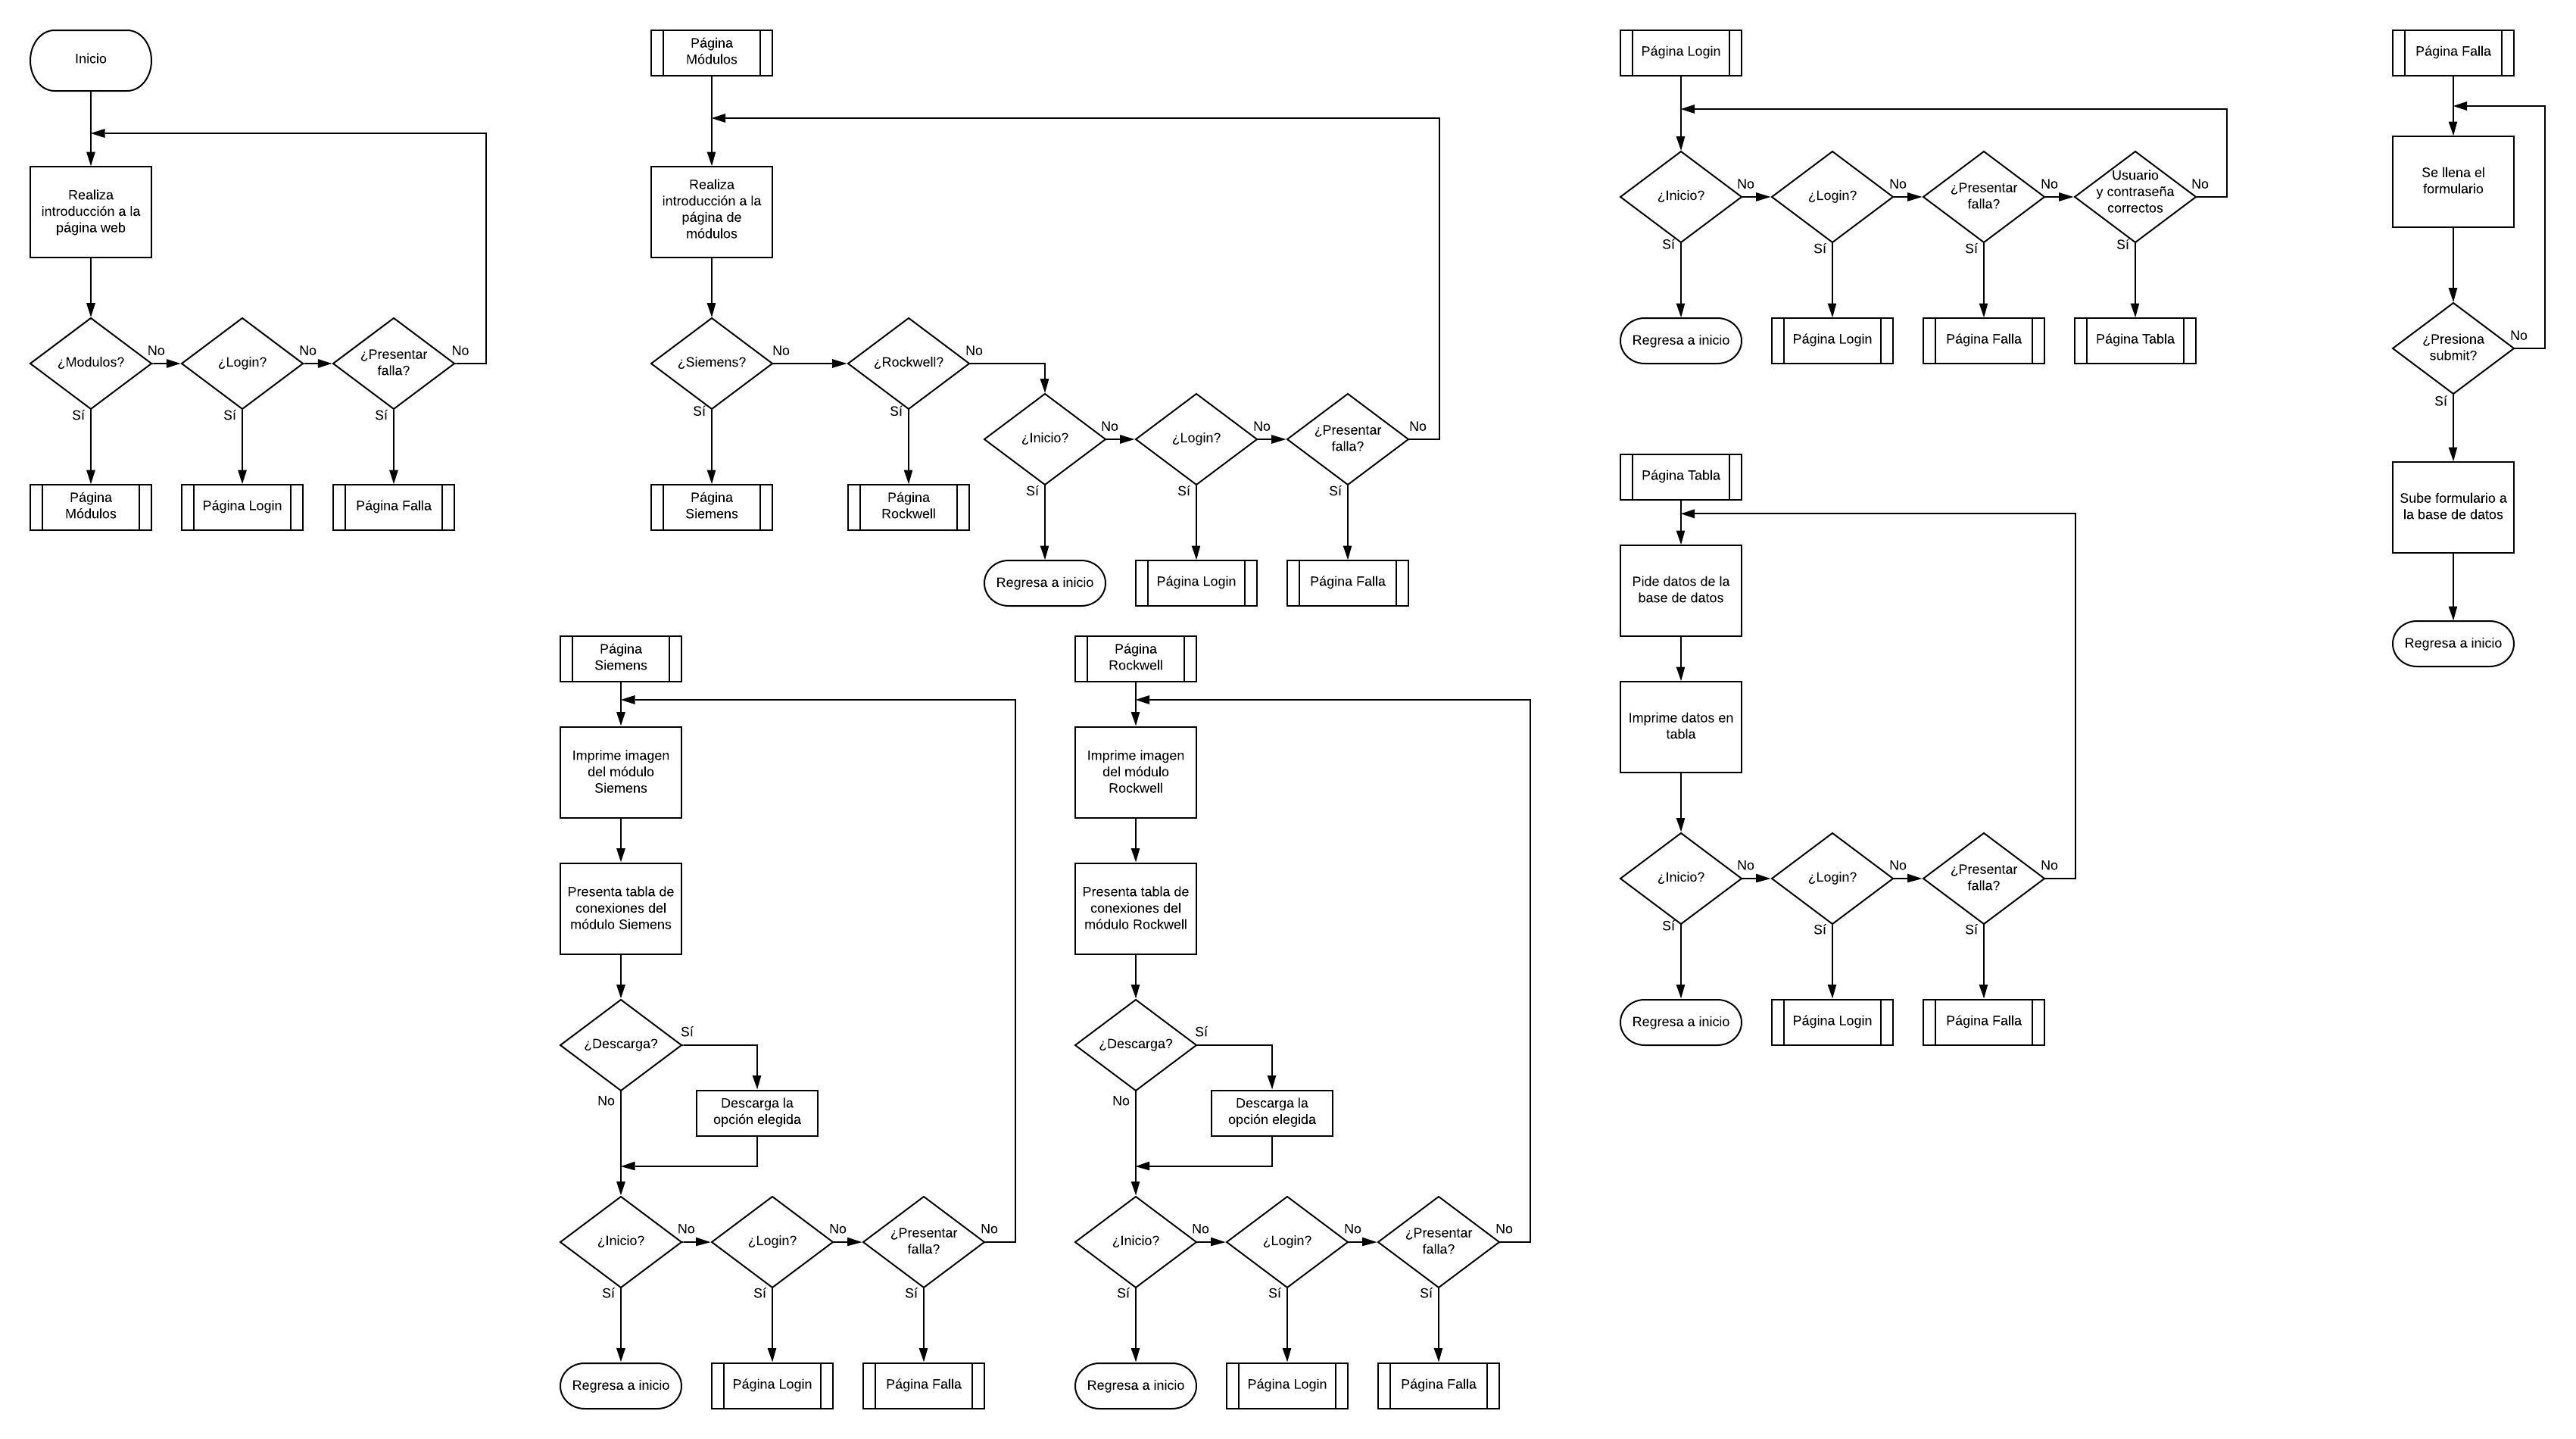 Inicio
Realiza
introducción a la
página web
¿Modulos?
No
Sí
¿Login?
No
Sí
¿Presentar
falla?
No
Sí
Página
Módulos
Página Login
Página Falla
Página
Módulos
Realiza
introducción a la
página de
módulos
¿Siemens?
No
Sí
¿Rockwell?
No
Sí
¿Inicio?
No
Sí
¿Login?
No
Sí
¿Presentar
falla?
No
Sí
Página
Siemens
Página
Rockwell
Regresa a inicio
Página Login
Página Falla
Página
Siemens
Imprime imagen
del módulo
Siemens
Presenta tabla de
conexiones del
módulo Siemens
¿Descarga?
Sí
No
Descarga la
opción elegida
¿Inicio?
No
Sí
¿Login?
No
Sí
¿Presentar
falla?
No
Sí
Regresa a inicio
Página Login
Página Falla
Página
Rockwell
Imprime imagen
del módulo
Rockwell
Presenta tabla de
conexiones del
módulo Rockwell
¿Descarga?
Sí
No
Descarga la
opción elegida
¿Inicio?
No
Sí
¿Login?
No
Sí
¿Presentar
falla?
No
Sí
Regresa a inicio
Página Login
Página Falla
Página Login
¿Inicio?
No
Sí
¿Login?
No
Sí
¿Presentar
falla?
No
Sí
Usuario
y contraseña
correctos
No
Sí
Regresa a inicio
Página Login
Página Falla
Página Tabla
Página Tabla
Pide datos de la
base de datos
Imprime datos en
tabla
¿Inicio?
No
Sí
¿Login?
No
Sí
¿Presentar
falla?
No
Sí
Regresa a inicio
Página Login
Página Falla
Página Falla
Se llena el
formulario
¿Presiona
submit?
No
Sí
Sube formulario a
la base de datos
Regresa a inicio